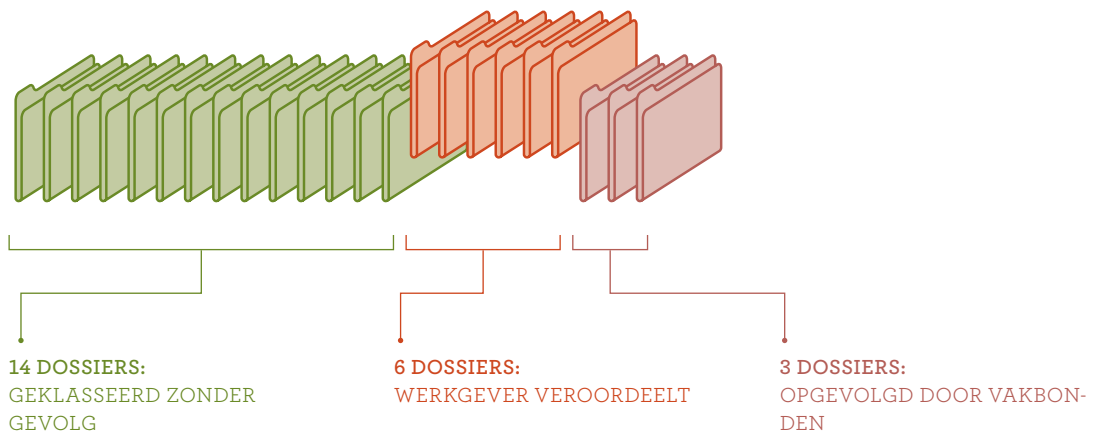 14 DOSSIERS:
GEKLASSEERD ZONDER
GEVOLG
6 DOSSIERS:
WERKGEVER VEROORDEELT
3 DOSSIERS:
OPGEVOLGD DOOR VAKBON-
DEN